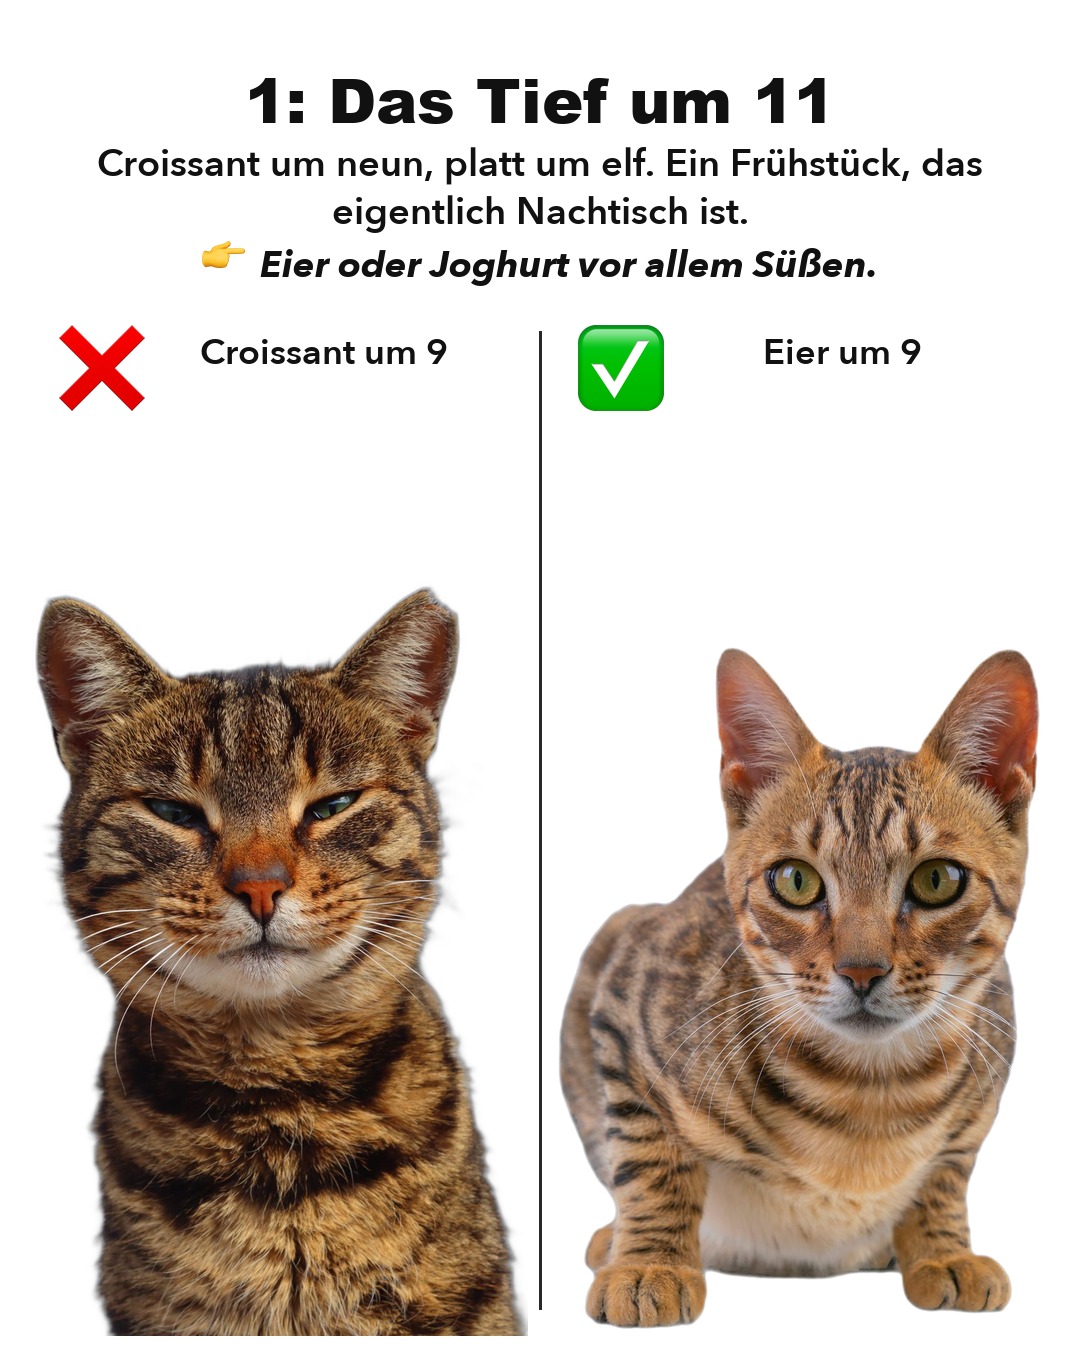 1: Das Tief um 11
Croissant um neun, platt um elf. Ein Frühstück, das
eigentlich Nachtisch ist.
👉 Eier oder Joghurt vor allem Süßen.
❌ Croissant um 9
✅ Eier um 9